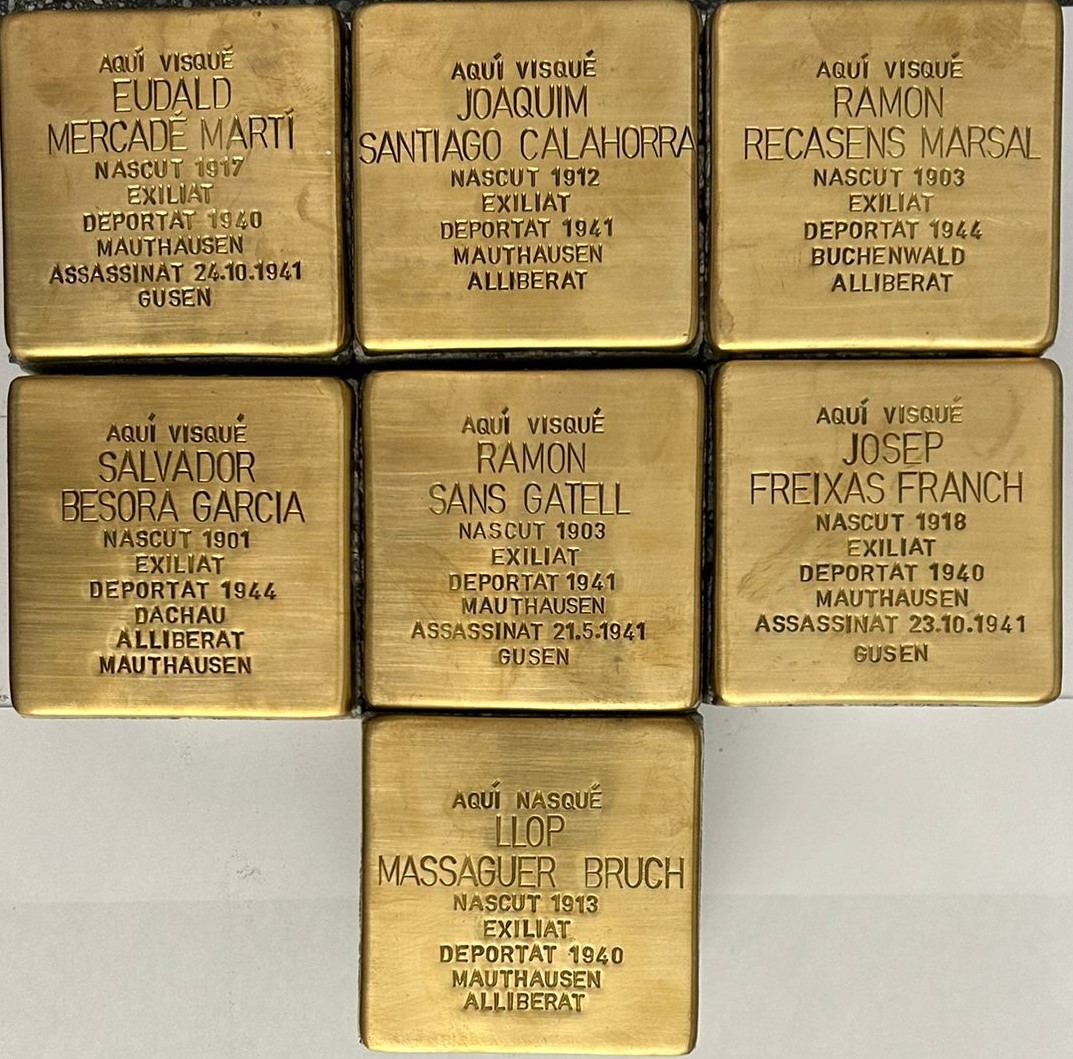 AQUÍ VISQUÉ
EUDALD
MERCADÉ MARTÍ
NASCUT 1917
EXILIAT
DEPORTAT 1940
MAUTHAUSEN
ASSASSINAT 24.10.1941
GUSEN
AQUÍ VISQUÉ
JOAQUIM
SANTIAGO CALAHORRA
NASCUT 1912
EXILIAT
DEPORTAT 1941
MAUTHAUSEN
ALLIBERAT
AQUÍ VISQUÉ
RAMON
RECASENS MARSAL
NASCUT 1903
EXILIAT
DEPORTAT 1944
BUCHENWALD
ALLIBERAT
AQUÍ VISQUÉ
SALVADOR
BESORA GARCIA
NASCUT 1901
EXILIAT
DEPORTAT 1944
DACHAU
ALLIBERAT
MAUTHAUSEN
AQUÍ VISQUÉ
RAMON
SANS GATELL
NASCUT 1903
EXILIAT
DEPORTAT 1941
MAUTHAUSEN
ASSASSINAT 21.5.1941
GUSEN
AQUÍ VISQUÉ
JOSEP
FREIXAS FRANCH
NASCUT 1918
EXILIAT
DEPORTAT 1940
MAUTHAUSEN
ASSASSINAT 23.10.1941
GUSEN
AQUÍ NASQUÉ
LLOP
MASSAGUER BRUCH
NASCUT 1913
EXILIAT
DEPORTAT 1940
MAUTHAUSEN
ALLIBERAT